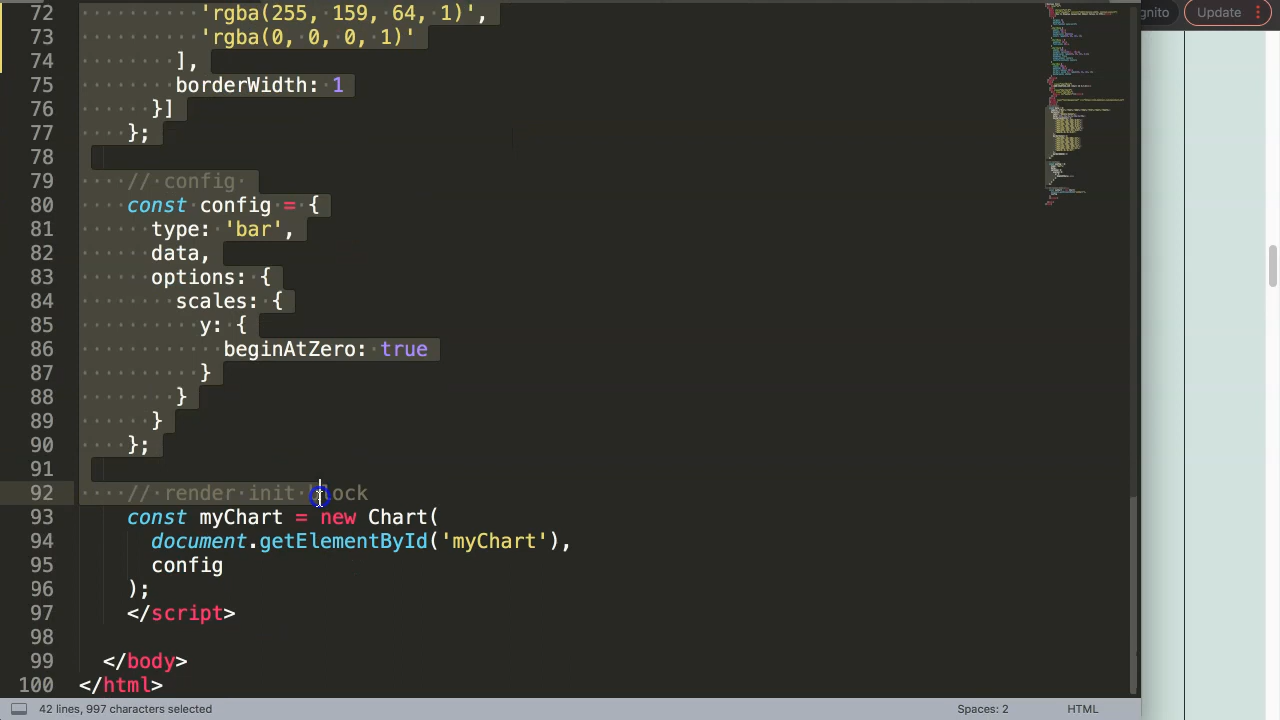 72 'rgba(255, 159, 64, 1)',
73 'rgba(0, 0, 0, 1)'
74 ],
75 borderWidth: 1
76 }]
77 };
78
79 // config
80 const config = {
81 type: 'bar',
82 data,
83 options: {
84 scales: {
85 y: {
86 beginAtZero: true
87 }
88 }
89 }
90 };
91
92 // render init block
93 const myChart = new Chart(
94 document.getElementById('myChart'),
95 config
96 );
97 </script>
98
99 </body>
100 </html>
42 lines, 997 characters selected Spaces: 2 HTML
gnito Update